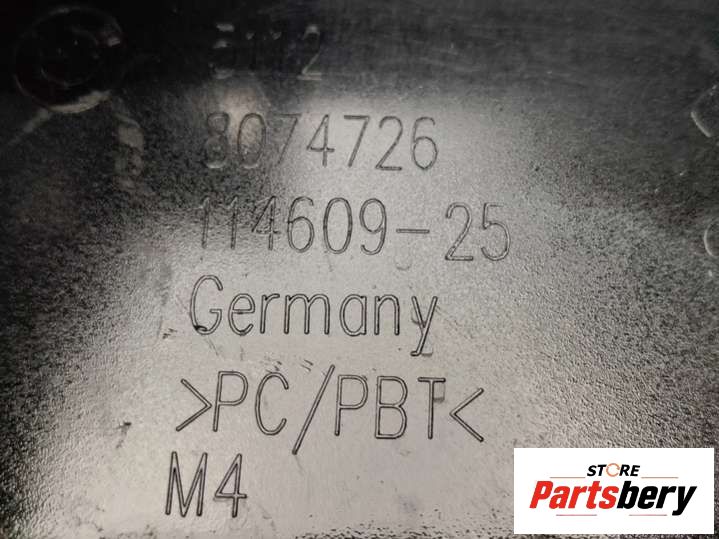 8074726
114609-25
Germany
>PC/PBT<
M4
STORE
Partsbery